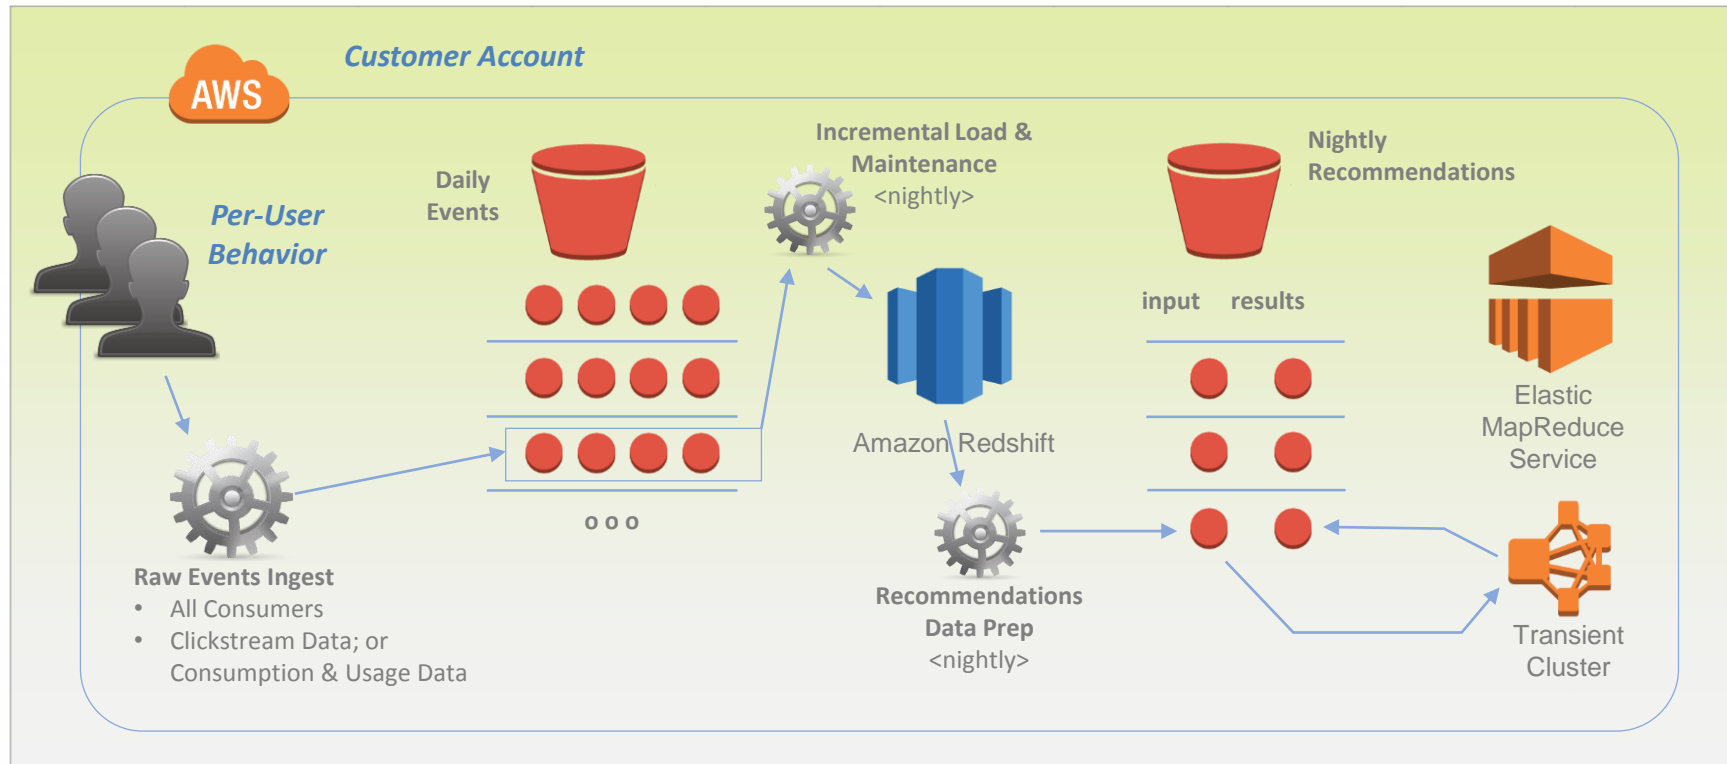 Customer Account
AWS
Per-User
Behavior
Raw Events Ingest
• All Consumers
• Clickstream Data; or
Consumption & Usage Data
Daily
Events
o o o
Incremental Load &
Maintenance
<nightly>
Amazon Redshift
Recommendations
Data Prep
<nightly>
Nightly
Recommendations
input results
Elastic
MapReduce
Service
Transient
Cluster